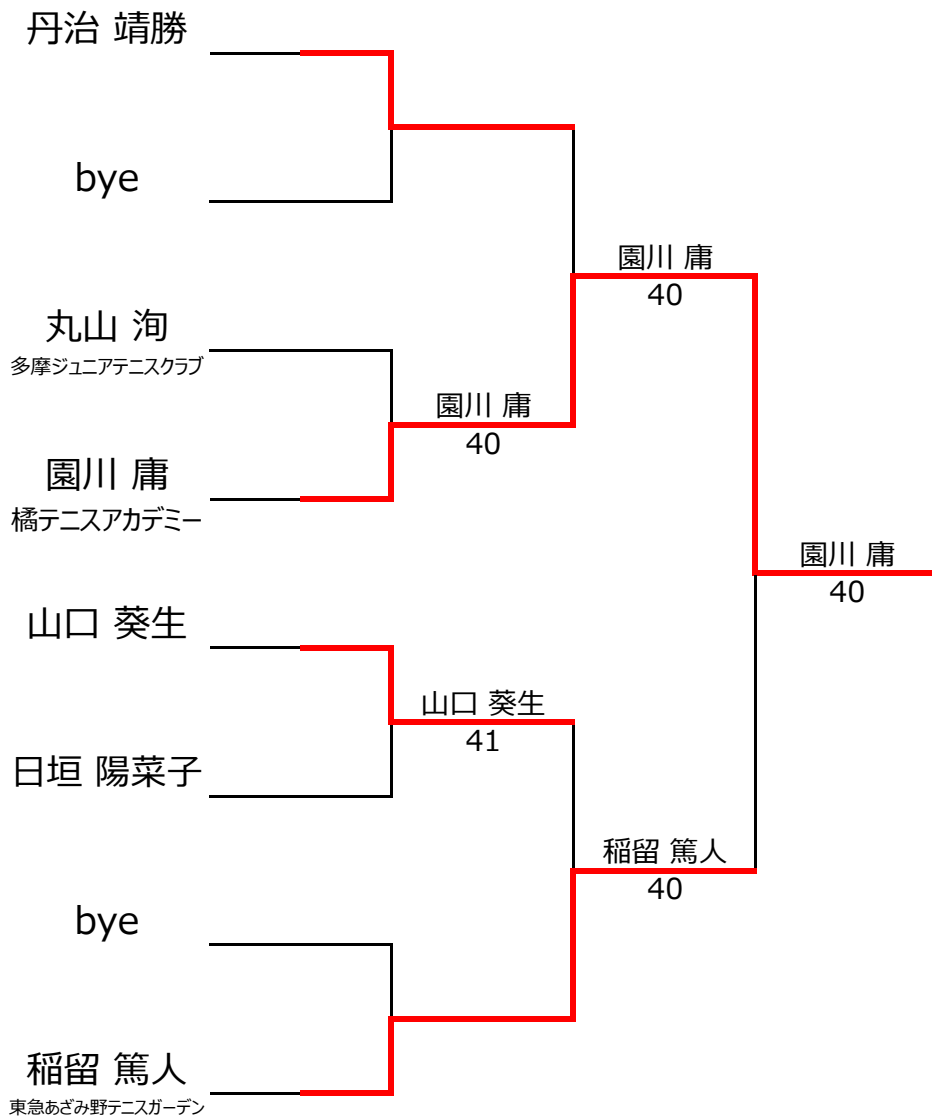 丹治 靖勝
bye
丸山 洵
多摩ジュニアテニスクラブ
園川 庸
橘テニスアカデミー
山口 葵生
日垣 陽菜子
bye
稲留 篤人
東急あざみ野テニスガーデン
園川 庸
40
山口 葵生
41
園川 庸
40
稲留 篤人
40
園川 庸
40